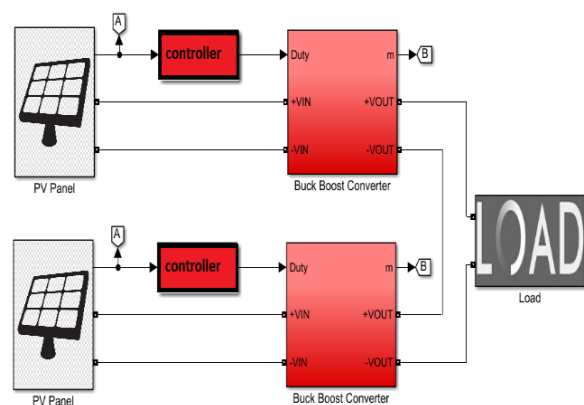 A
controller
Duty
m
B
+VIN
+VOUT
-VIN
-VOUT
PV Panel
Buck Boost Converter
LOAD
Load
A
controller
Duty
m
B
+VIN
+VOUT
-VIN
-VOUT
PV Panel
Buck Boost Converter